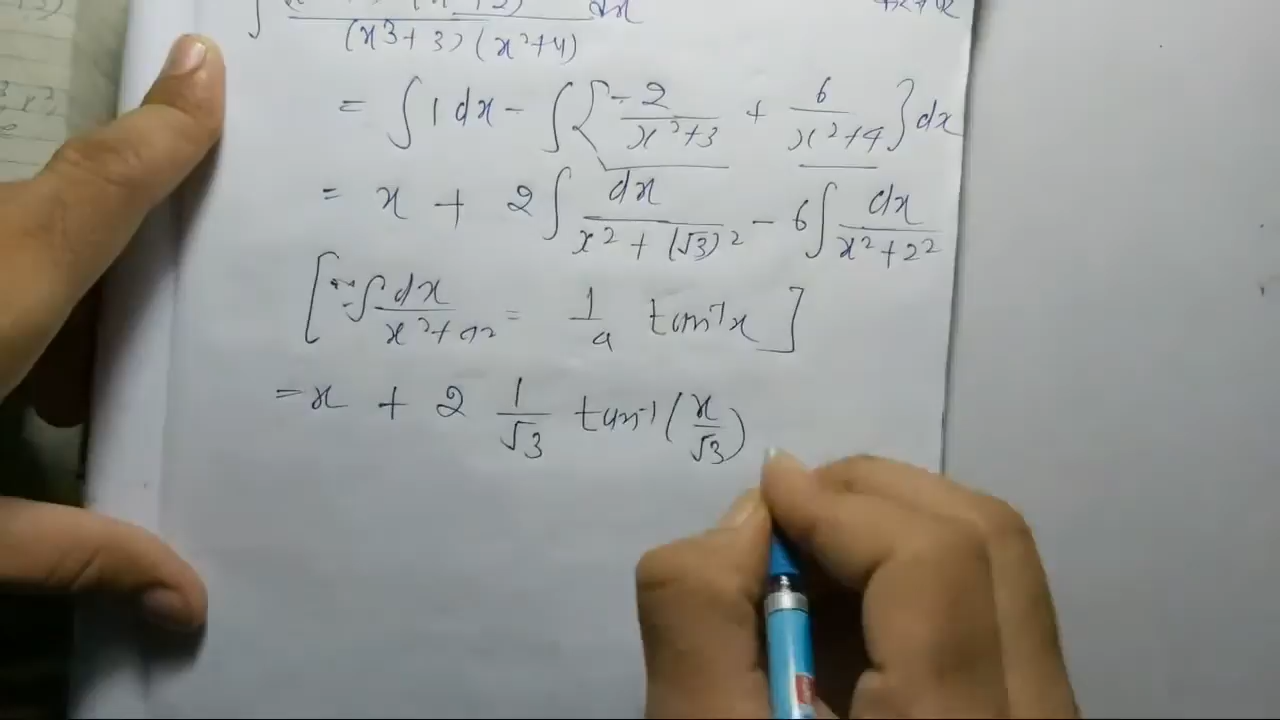 ∫ dx
(x3+3)(x²+4)
= ∫ 1 dx - ∫ { -2/(x²+3) + 6/(x²+4) } dx
= x + 2 ∫ dx/(x² + (√3)²) - 6 ∫ dx/(x²+2²)
[ ∵ ∫ dx/(x²+a²) = 1/a tan⁻¹x ]
= x + 2 1/√3 tan⁻¹(x/√3)